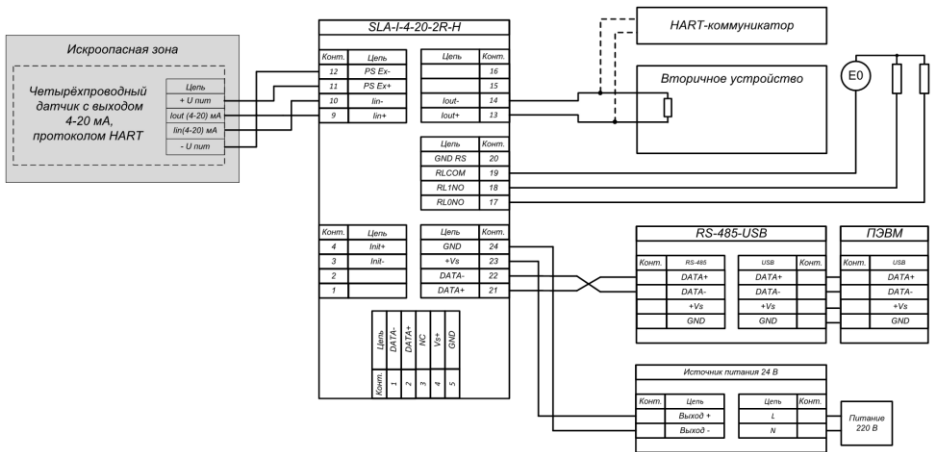 SLA-I-4-20-2R-H
Искроопасная зона
Четырёхпроводный
датчик с выходом
4-20 мА,
протоколом HART
Цепь
+ U пит
Iout (4-20) мА
Iin(4-20) мА
- U пит
Конт. Цепь
12 PS Ex-
11 PS Ex+
10 Iin-
9 Iin+
Цепь Конт.
16
15
Iout- 14
Iout+ 13
Цепь
GND RS 20
RLCOM 19
RL1NO 18
RL0NO 17
Конт. Цепь
4 Init+
3 Init-
2
1
Цепь Конт.
GND 24
+Vs 23
DATA- 22
DATA+ 21
Конт. Цепь
1 DATA-
2 DATA+
3 NC
4 Vs+
5 GND
HART-коммуникатор
Вторичное устройство
E0
RS-485-USB
Конт. RS-485
DATA+
DATA-
+Vs
GND
USB Конт.
DATA+
DATA-
+Vs
GND
ПЭВМ
Конт. USB
DATA+
DATA-
+Vs
GND
Источник питания 24 В
Конт. Цепь
Выход +
Выход -
Цепь Конт.
L
N
Питание
220 В